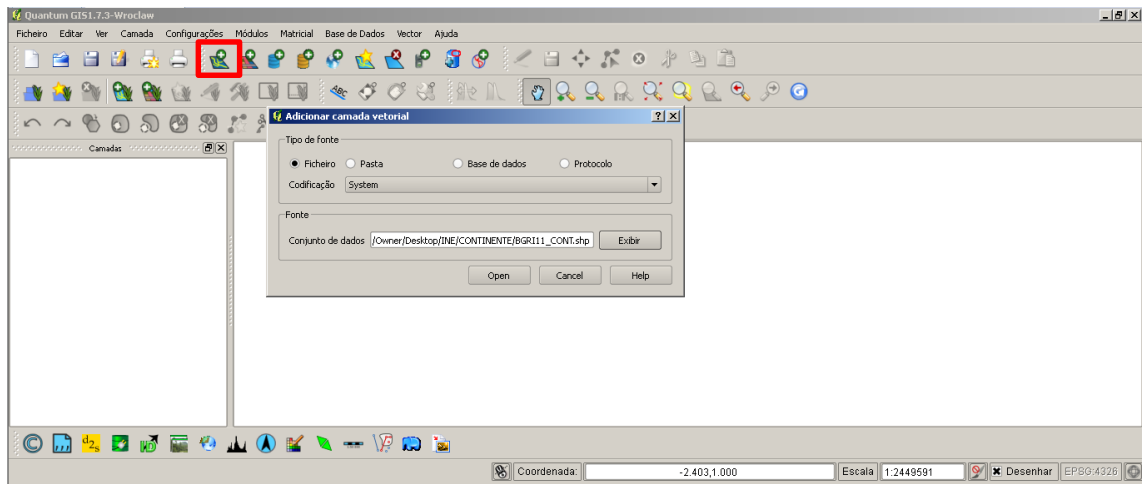 Quantum GIS1.7.3-Wroclaw
Ficheiro Editar Ver Camada Configurações Módulos Matricial Base de Dados Vector Ajuda
ABC
Adicionar camada vetorial
Tipo de fonte
Ficheiro Pasta Base de dados Protocolo
Codificação System
Fonte
Conjunto de dados /Owner/Desktop/INE/CONTINENTE/BGRI11_CONT.shp Exibir
Open Cancel Help
Camadas
Coordenada: -2.403,1.000 Escala 1:2449591 Desenhar EPSG:4326